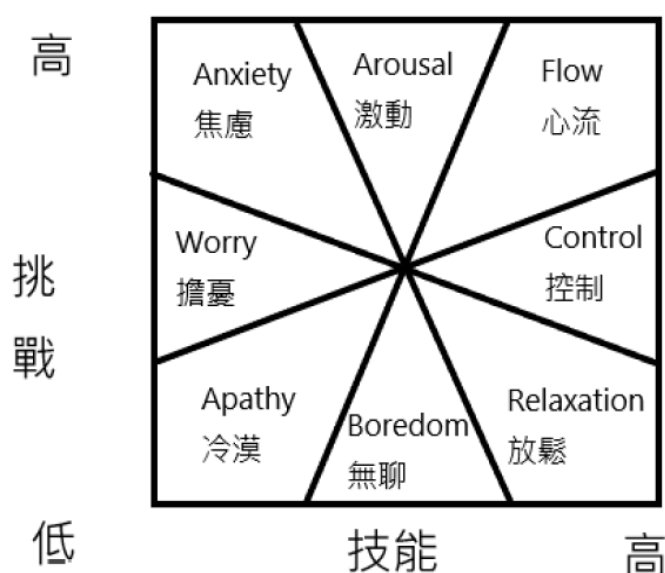 高
Anxiety
焦慮
Arousal
激動
Flow
心流
挑
戰
Worry
擔憂
Control
控制
Apathy
冷漠
Boredom
無聊
Relaxation
放鬆
低
技能
高